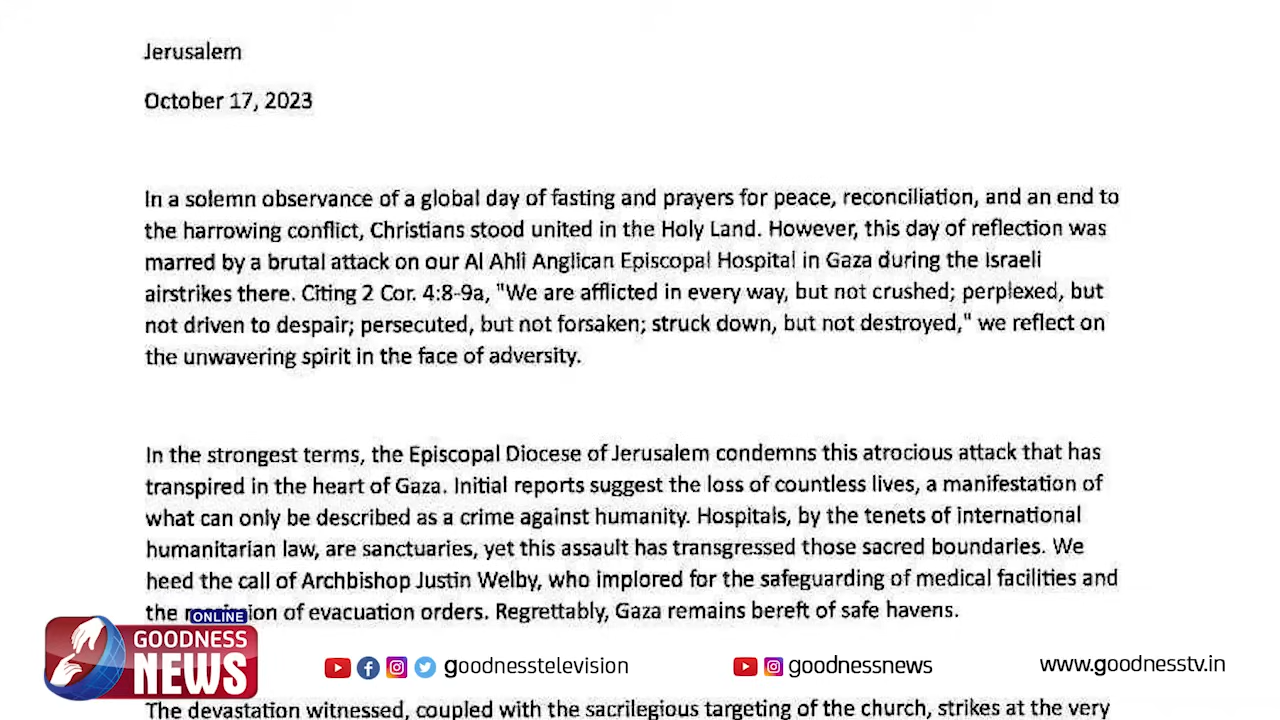 Jerusalem
October 17, 2023
In a solemn observance of a global day of fasting and prayers for peace, reconciliation, and an end to
the harrowing conflict, Christians stood united in the Holy Land. However, this day of reflection was
marred by a brutal attack on our Al Ahli Anglican Episcopal Hospital in Gaza during the Israeli
airstrikes there. Citing 2 Cor. 4:8-9a, "We are afflicted in every way, but not crushed; perplexed, but
not driven to despair; persecuted, but not forsaken; struck down, but not destroyed," we reflect on
the unwavering spirit in the face of adversity.
In the strongest terms, the Episcopal Diocese of Jerusalem condemns this atrocious attack that has
transpired in the heart of Gaza. Initial reports suggest the loss of countless lives, a manifestation of
what can only be described as a crime against humanity. Hospitals, by the tenets of international
humanitarian law, are sanctuaries, yet this assault has transgressed those sacred boundaries. We
heed the call of Archbishop Justin Welby, who implored for the safeguarding of medical facilities and
the of evacuation orders. Regrettably, Gaza remains bereft of safe havens.
ONLINE
GOODNESS
NEWS
goodnesstelevision
goodnessnews
www.goodnesstv.in
The devastation witnessed, coupled with the sacrilegious targeting of the church, strikes at the very